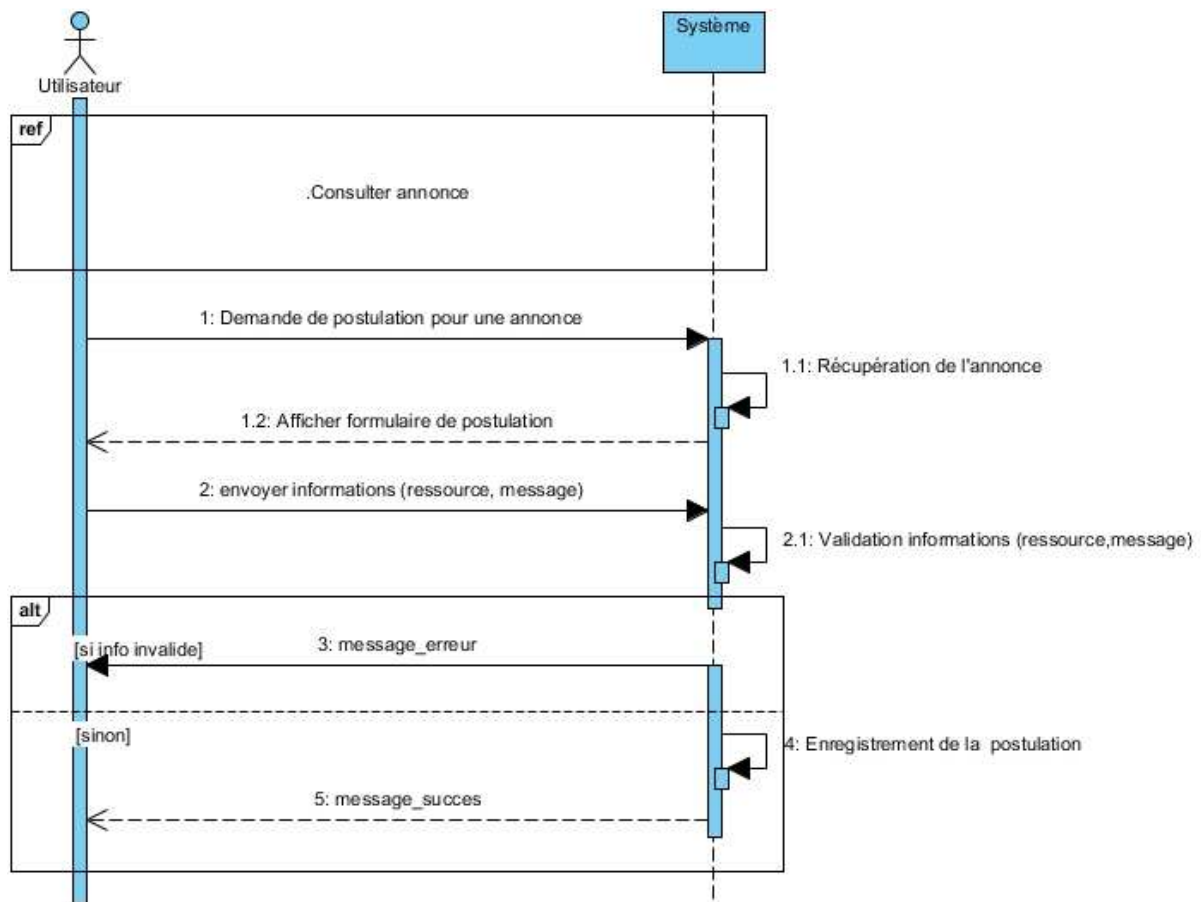 Système
Utilisateur
ref
.Consulter annonce
1: Demande de postulation pour une annonce
1.1: Récupération de l'annonce
1.2: Afficher formulaire de postulation
2: envoyer informations (ressource, message)
2.1: Validation informations (ressource,message)
alt
[si info invalide]
3: message_erreur
[sinon]
4: Enregistrement de la postulation
5: message_succes